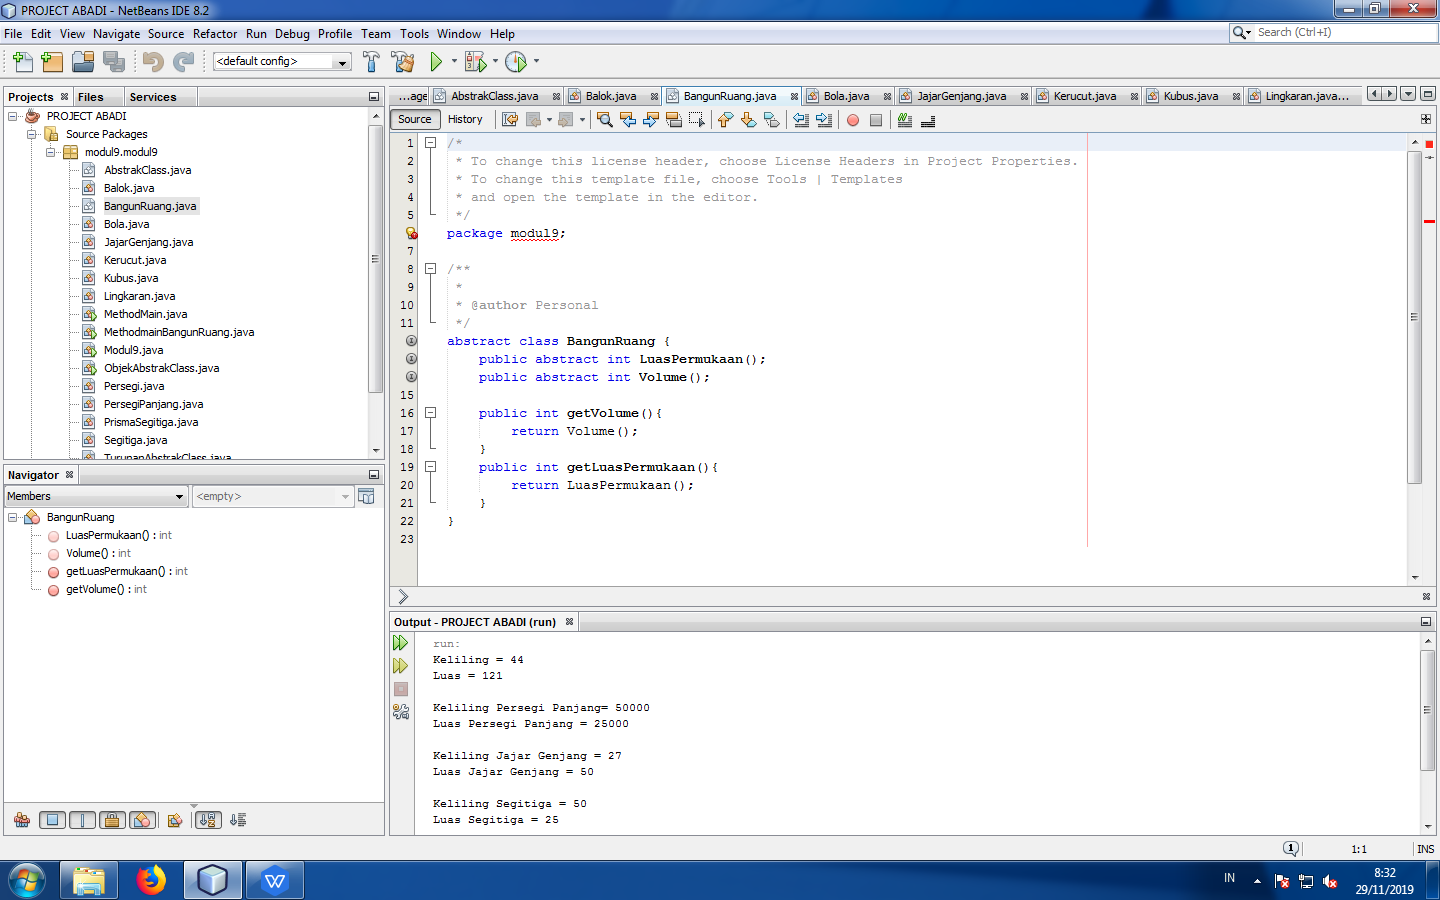 PROJECT ABADI - NetBeans IDE 8.2
File Edit View Navigate Source Refactor Run Debug Profile Team Tools Window Help
Search (Ctrl+I)
<default config>
Projects Files Services
PROJECT ABADI
Source Packages
modul9.modul9
AbstrakClass.java
Balok.java
BangunRuang.java
Bola.java
JajarGenjang.java
Kerucut.java
Kubus.java
Lingkaran.java
MethodMain.java
MethodmainBangunRuang.java
Modul9.java
ObjekAbstrakClass.java
Persegi.java
PersegiPanjang.java
PrismaSegitiga.java
Segitiga.java
TurunanAbstrakClass.java
Navigator
Members <empty>
BangunRuang
LuasPermukaan() : int
Volume() : int
getLuasPermukaan() : int
getVolume() : int
...age AbstrakClass.java Balok.java BangunRuang.java Bola.java JajarGenjang.java Kerucut.java Kubus.java Lingkaran.java...
Source History
1 /*
2 * To change this license header, choose License Headers in Project Properties.
3 * To change this template file, choose Tools | Templates
4 * and open the template in the editor.
5 */
package modul9;
7
8 /**
9 *
10 * @author Personal
11 */
abstract class BangunRuang {
public abstract int LuasPermukaan();
public abstract int Volume();
15
16 public int getVolume(){
17 return Volume();
18 }
19 public int getLuasPermukaan(){
20 return LuasPermukaan();
21 }
22 }
23
Output - PROJECT ABADI (run)
run:
Keliling = 44
Luas = 121
Keliling Persegi Panjang= 50000
Luas Persegi Panjang = 25000
Keliling Jajar Genjang = 27
Luas Jajar Genjang = 50
Keliling Segitiga = 50
Luas Segitiga = 25
1 1:1 INS
IN 8:32
29/11/2019